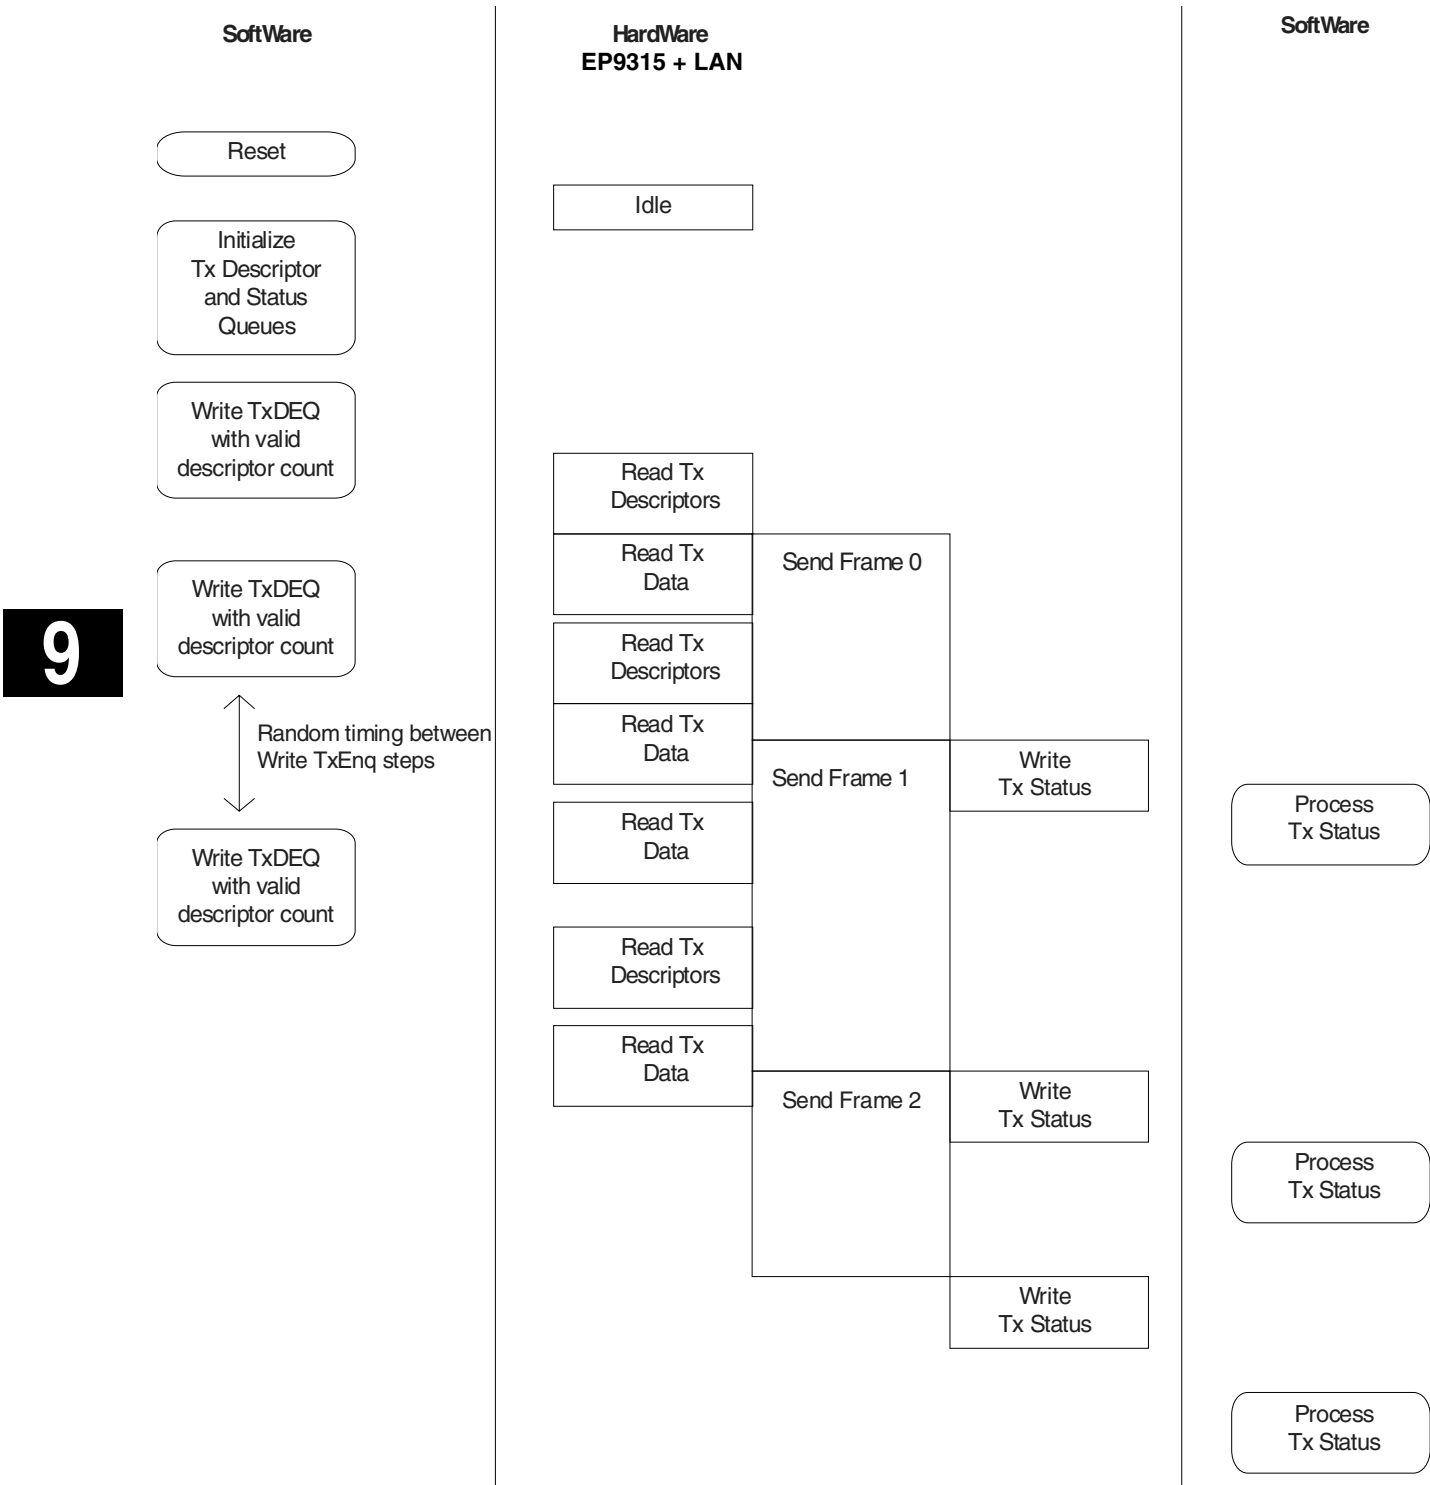 SoftWare
Reset
Initialize
Tx Descriptor
and Status
Queues
Write TxDEQ
with valid
descriptor count
9
Write TxDEQ
with valid
descriptor count
Random timing between
Write TxEnq steps
Write TxDEQ
with valid
descriptor count
HardWare
EP9315 + LAN
Idle
Read Tx
Descriptors
Read Tx
Data
Send Frame 0
Read Tx
Descriptors
Read Tx
Data
Send Frame 1
Write
Tx Status
Read Tx
Data
Read Tx
Descriptors
Read Tx
Data
Send Frame 2
Write
Tx Status
Write
Tx Status
SoftWare
Process
Tx Status
Process
Tx Status
Process
Tx Status